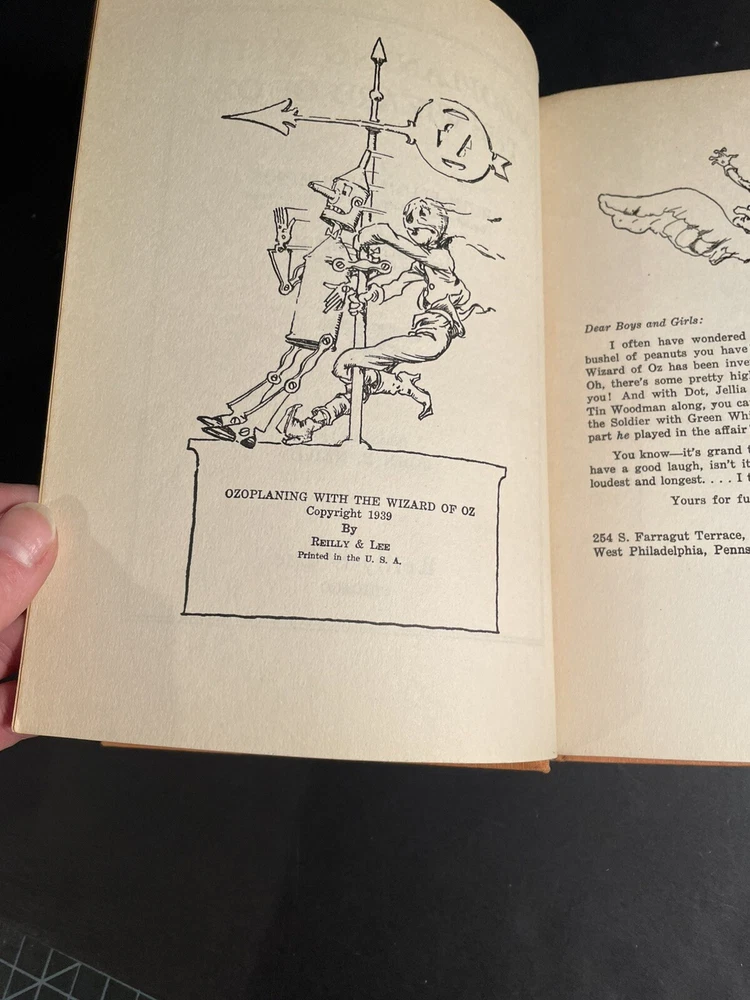 OZOPLANING WITH THE WIZARD OF OZ
Copyright 1939
By
REILLY & LEE
Printed in the U. S. A.
Dear Boys and Girls:
I often have wondered
bushel of peanuts you have
Wizard of Oz has been inve
Oh, there's some pretty hig
you! And with Dot, Jellia
Tin Woodman along, you ca
the Soldier with Green Whi
part he played in the affair
You know—it's grand t
have a good laugh, isn't it
loudest and longest. . . . I t
Yours for fu
254 S. Farragut Terrace,
West Philadelphia, Penns